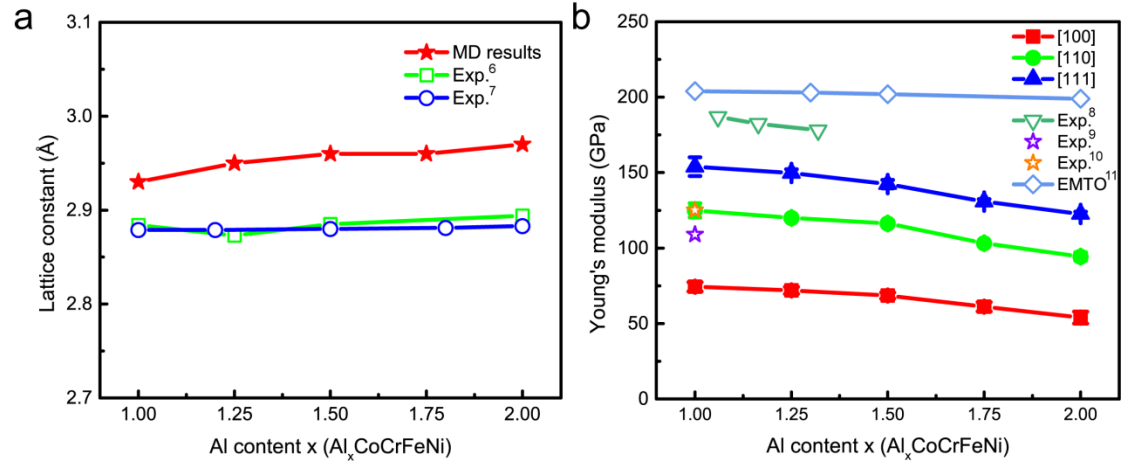 a
3.1
3.0
2.9
2.8
2.7
Lattice constant (Å)
MD results
Exp.⁶
Exp.⁷
1.00 1.25 1.50 1.75 2.00
Al content x (AlₓCoCrFeNi)
b
250
200
150
100
50
0
Young's modulus (GPa)
[100]
[110]
[111]
Exp.⁸
Exp.⁹
Exp.¹⁰
EMTO¹¹
1.00 1.25 1.50 1.75 2.00
Al content x (AlₓCoCrFeNi)